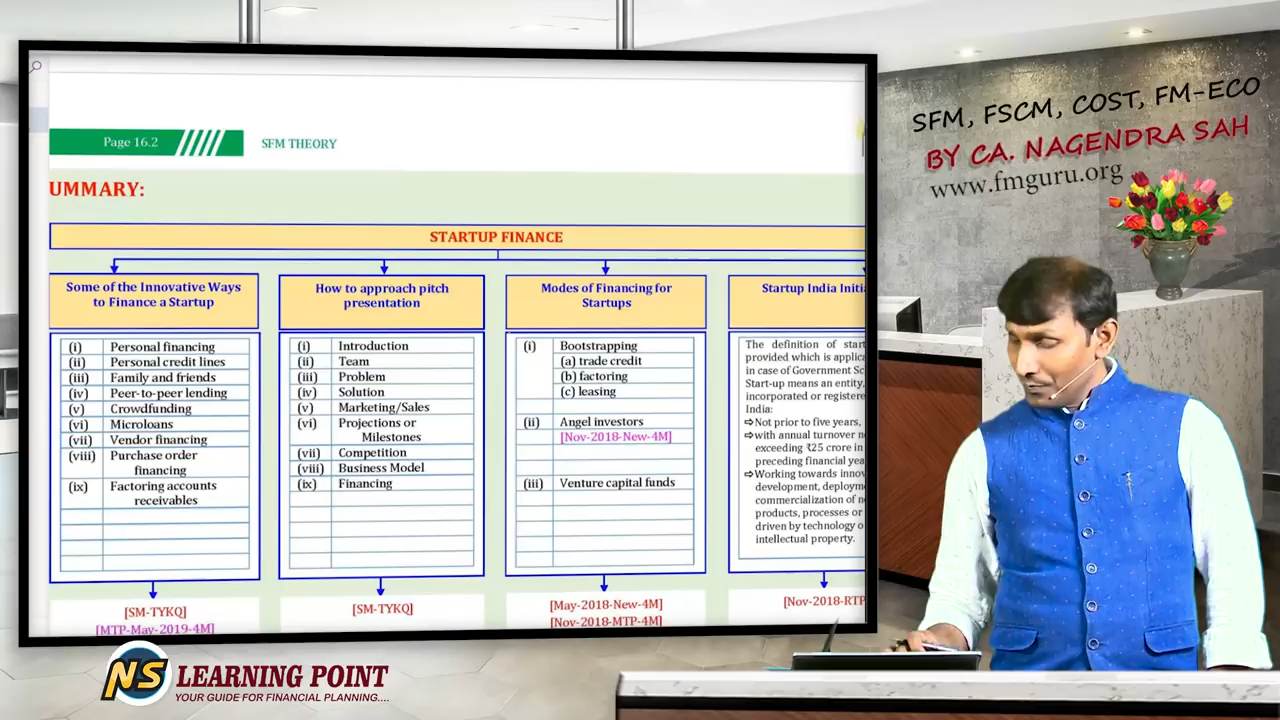 Page 16.2
SFM THEORY
UMMARY:
STARTUP FINANCE
Some of the Innovative Ways
to Finance a Startup
(i) Personal financing
(ii) Personal credit lines
(iii) Family and friends
(iv) Peer-to-peer lending
(v) Crowdfunding
(vi) Microloans
(vii) Vendor financing
(viii) Purchase order
financing
(ix) Factoring accounts
receivables
[SM-TYKQ]
[MTP-May-2019-4M]
How to approach pitch
presentation
(i) Introduction
(ii) Team
(iii) Problem
(iv) Solution
(v) Marketing/Sales
(vi) Projections or
Milestones
(vii) Competition
(viii) Business Model
(ix) Financing
[SM-TYKQ]
Modes of Financing for
Startups
(i) Bootstrapping
(a) trade credit
(b) factoring
(c) leasing
(ii) Angel investors
[Nov-2018-New-4M]
(iii) Venture capital funds
[May-2018-New-4M]
[Nov-2018-MTP-4M]
Startup India Initia
The definition of start
provided which is applica
in case of Government Sc
Start-up means an entity,
incorporated or registere
India:
⇨Not prior to five years,
⇨with annual turnover n
exceeding ₹25 crore in
preceding financial yea
⇨Working towards innov
development, deploym
commercialization of n
products, processes or
driven by technology o
intellectual property.
[Nov-2018-RTP
SFM, FSCM, COST, FM-ECO
BY CA. NAGENDRA SAH
www.fmguru.org
NS LEARNING POINT
YOUR GUIDE FOR FINANCIAL PLANNING....